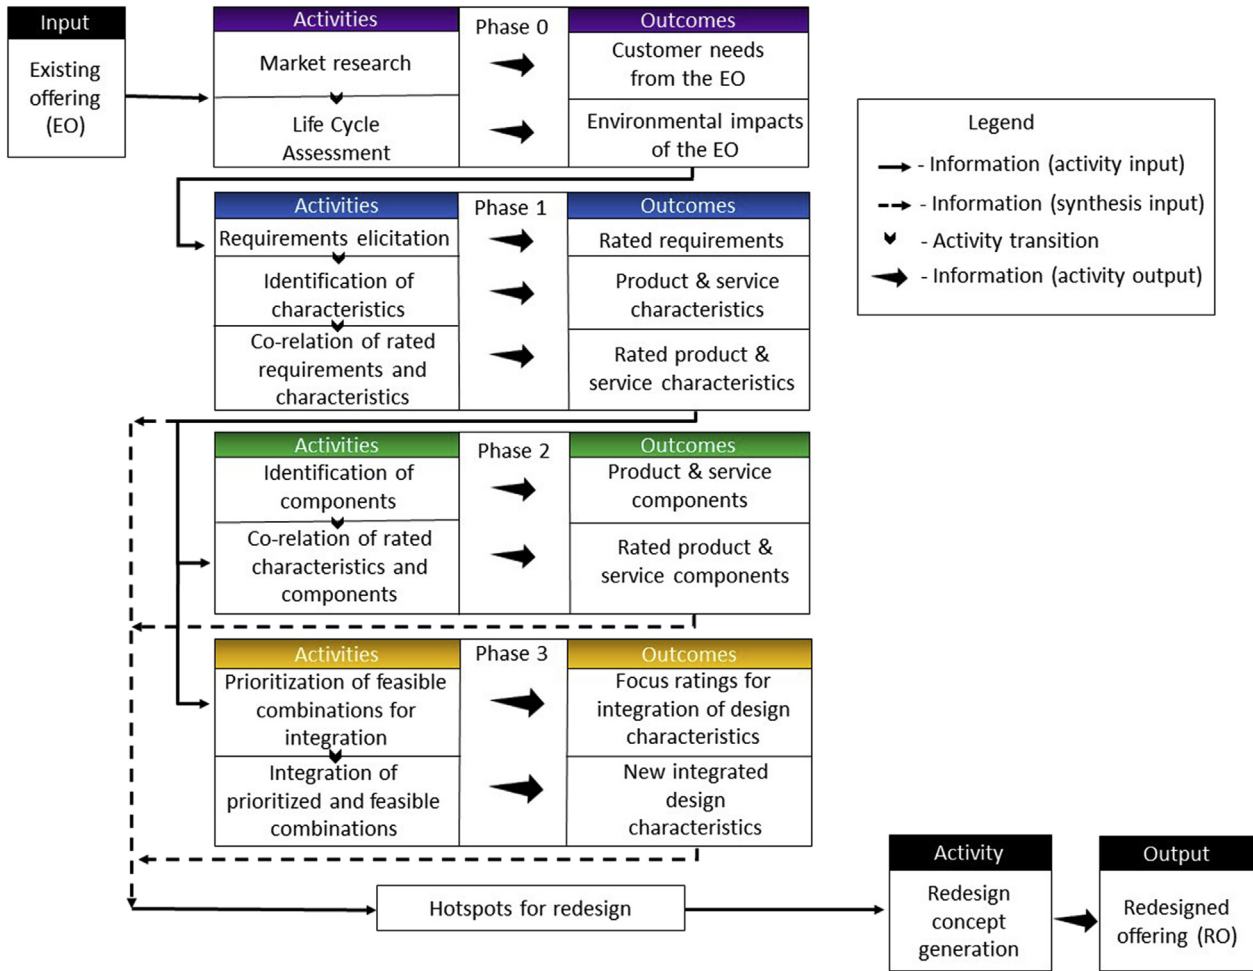 Input
Existing
offering
(EO)
Activities
Phase 0
Outcomes
Market research
Customer needs
from the EO
Life Cycle
Assessment
Environmental impacts
of the EO
Legend
- Information (activity input)
- Information (synthesis input)
- Activity transition
- Information (activity output)
Activities
Phase 1
Outcomes
Requirements elicitation
Rated requirements
Identification of
characteristics
Product & service
characteristics
Co-relation of rated
requirements and
characteristics
Rated product &
service characteristics
Activities
Phase 2
Outcomes
Identification of
components
Product & service
components
Co-relation of rated
characteristics and
components
Rated product &
service components
Activities
Phase 3
Outcomes
Prioritization of feasible
combinations for
integration
Focus ratings for
integration of design
characteristics
Integration of
prioritized and feasible
combinations
New integrated
design
characteristics
Hotspots for redesign
Activity
Redesign
concept
generation
Output
Redesigned
offering (RO)